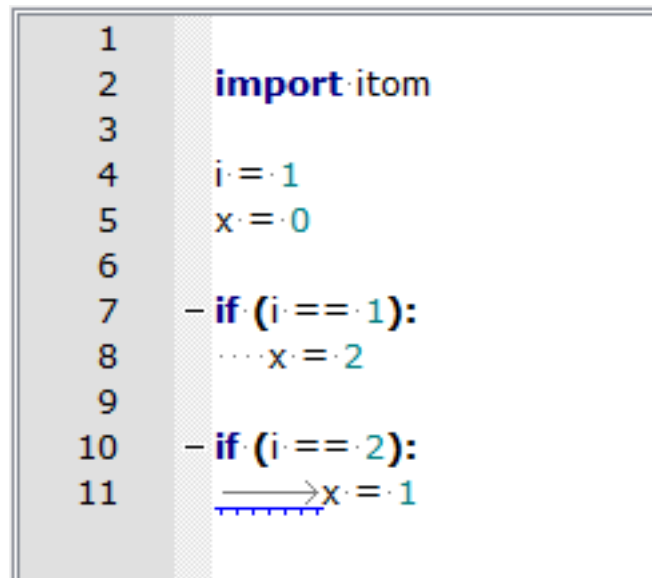 1
2 import itom
3
4 i = 1
5 x = 0
6
7 if (i == 1):
8     x = 2
9
10 if (i == 2):
11 	x = 1